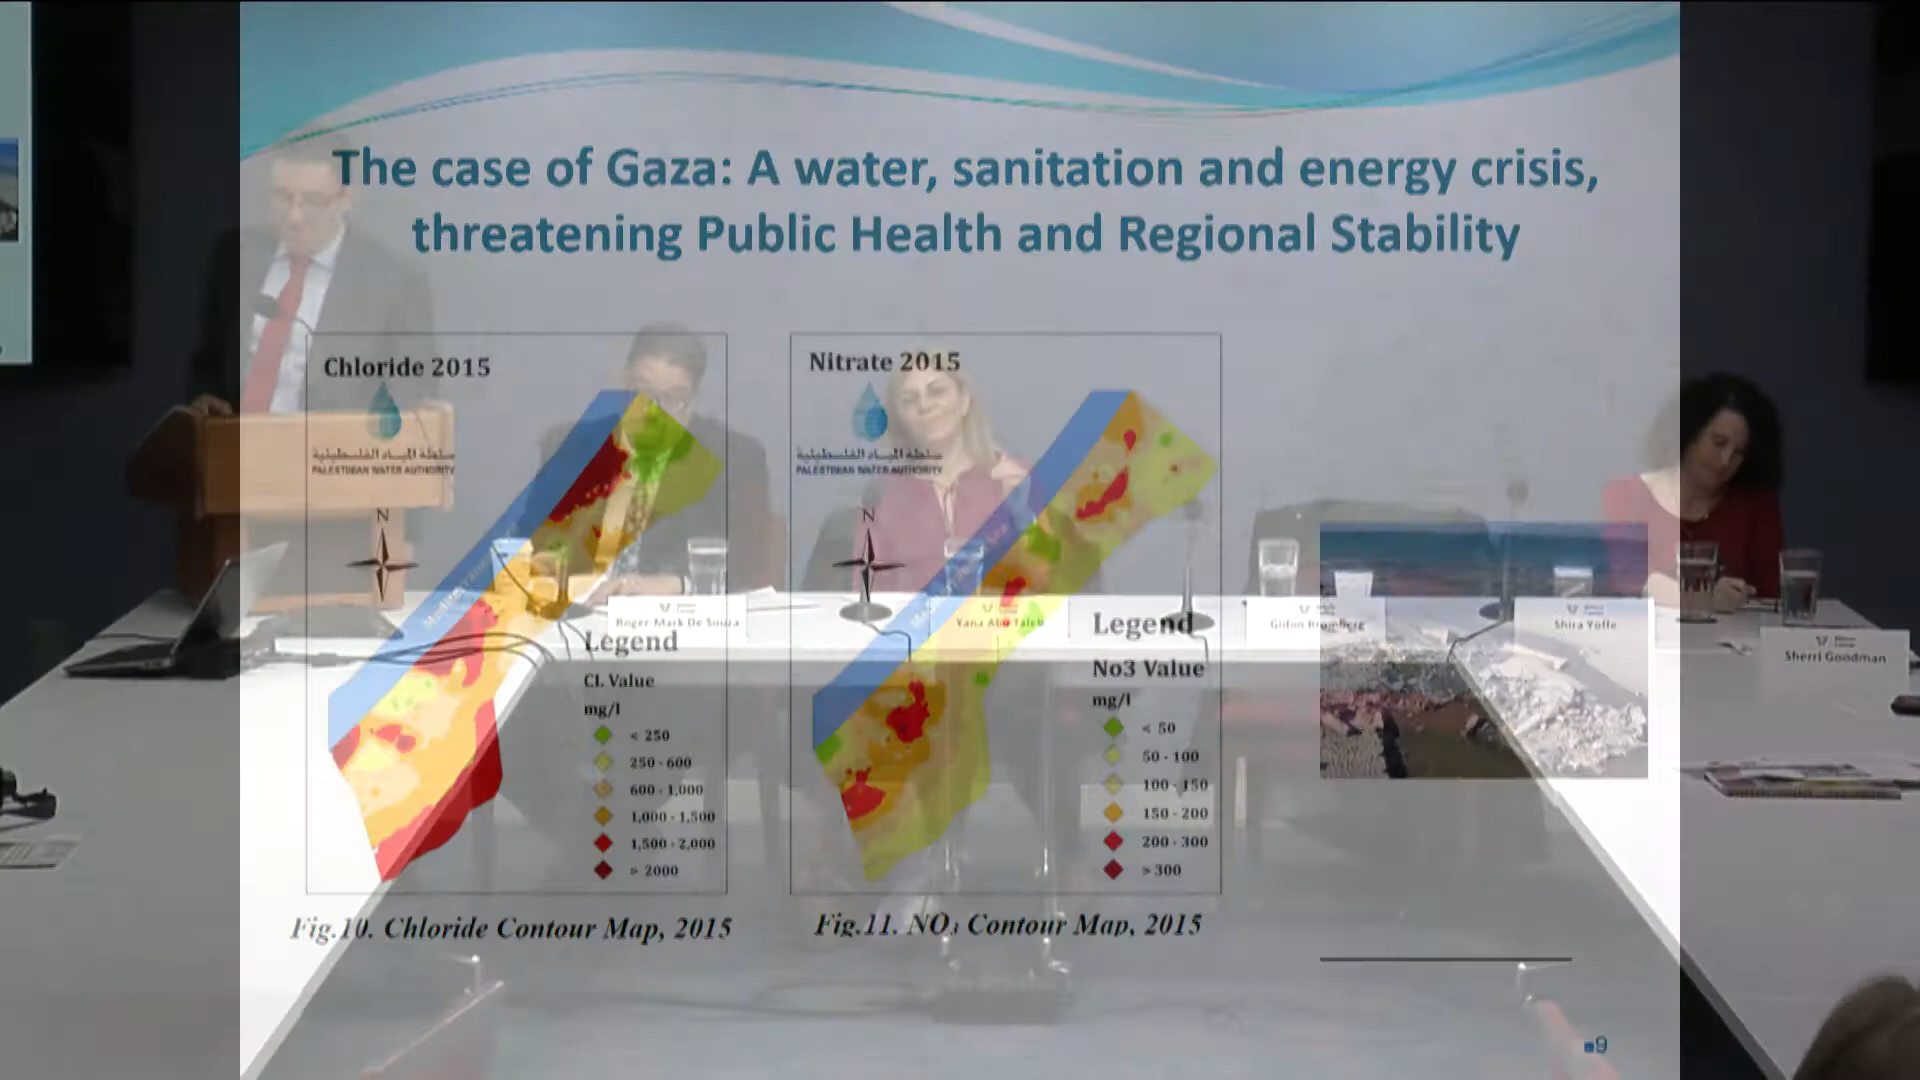 The case of Gaza: A water, sanitation and energy crisis,
threatening Public Health and Regional Stability
Chloride 2015
سلطة المياه الفلسطينية
PALESTINIAN WATER AUTHORITY
N
Legend
CL Value
mg/l
< 250
250 - 600
600 - 1,000
1,000 - 1,500
1,500 - 2,000
> 2000
Fig.10. Chloride Contour Map, 2015
Nitrate 2015
سلطة المياه الفلسطينية
PALESTINIAN WATER AUTHORITY
N
Legend
No3 Value
mg/l
< 50
50 - 100
100 - 150
150 - 200
200 - 300
> 300
Fig.11. NO3 Contour Map, 2015
Roger-Mark De Souza
Yana Abu Taleb
Gidon Bromberg
Shira Yoffe
Sherri Goodman
9